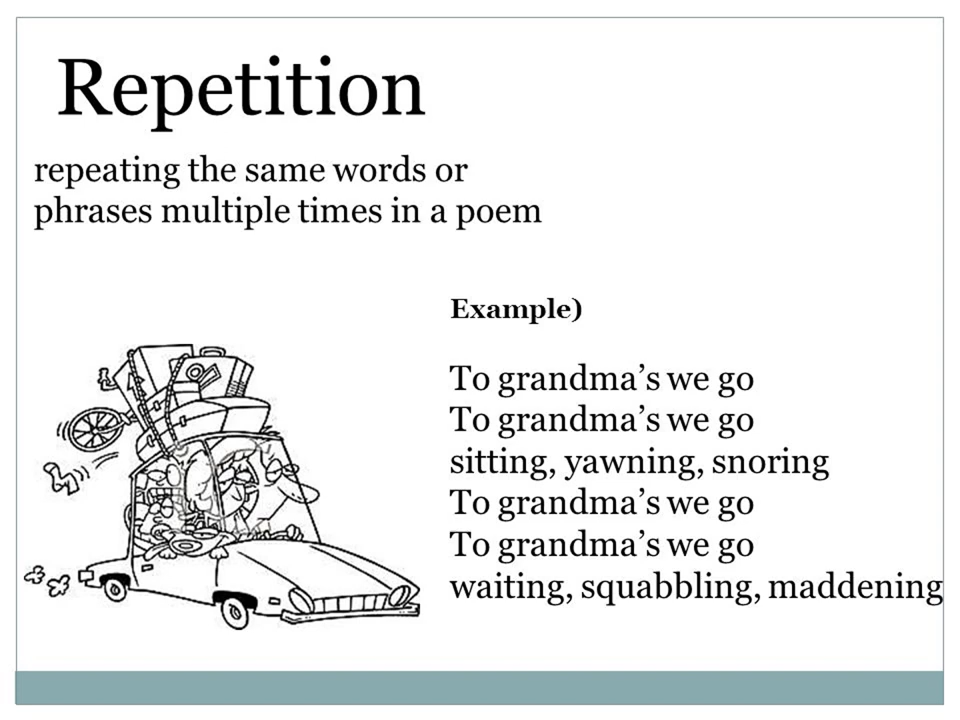 Repetition
repeating the same words or
phrases multiple times in a poem
Example)
To grandma’s we go
To grandma’s we go
sitting, yawning, snoring
To grandma’s we go
To grandma’s we go
waiting, squabbling, maddening